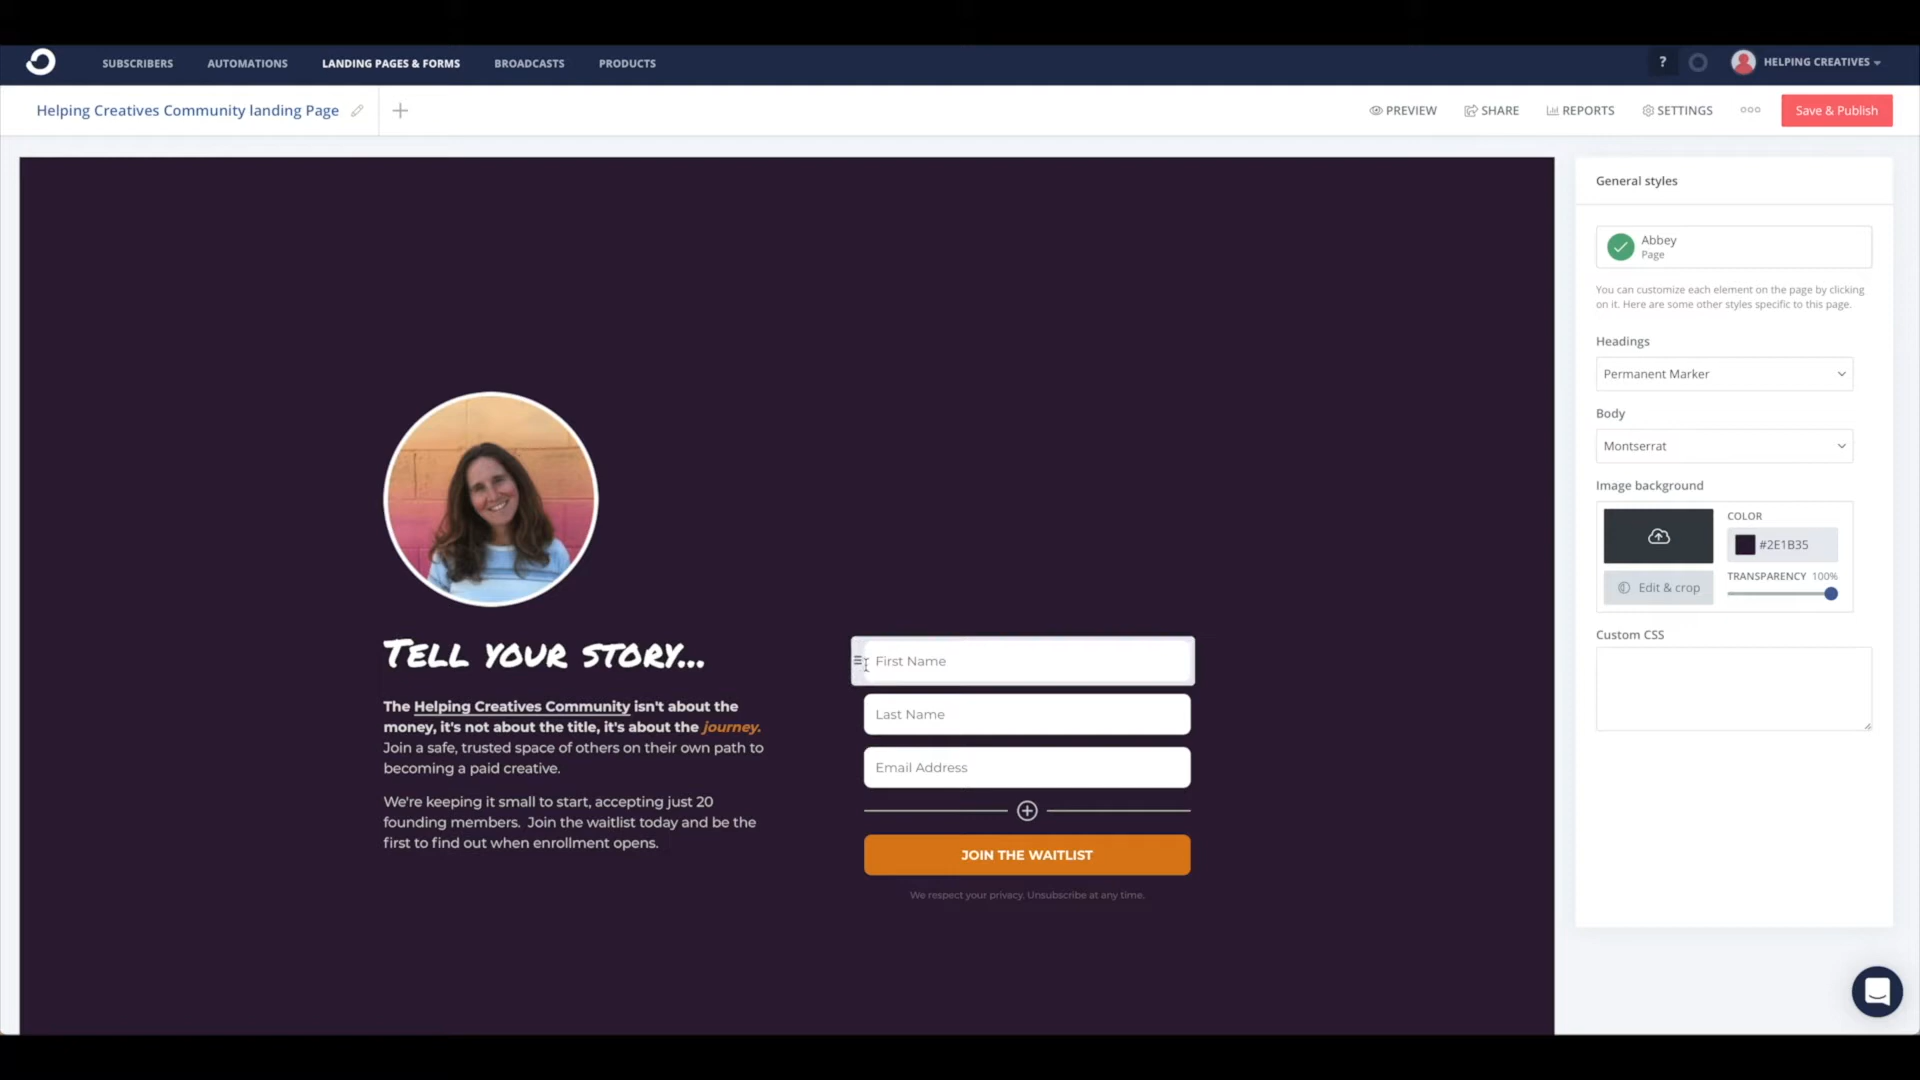 SUBSCRIBERS AUTOMATIONS LANDING PAGES & FORMS BROADCASTS PRODUCTS ? HELPING CREATIVES
Helping Creatives Community landing Page + PREVIEW SHARE REPORTS SETTINGS Save & Publish
General styles
Abbey
Page
You can customize each element on the page by clicking
on it. Here are some other styles specific to this page.
Headings
Permanent Marker
Body
Montserrat
Image background
COLOR
#2E1B35
Edit & crop
TRANSPARENCY 100%
Custom CSS
TELL YOUR STORY...
The Helping Creatives Community isn't about the
money, it's not about the title, it's about the journey.
Join a safe, trusted space of others on their own path to
becoming a paid creative.
We're keeping it small to start, accepting just 20
founding members. Join the waitlist today and be the
first to find out when enrollment opens.
First Name
Last Name
Email Address
JOIN THE WAITLIST
We respect your privacy. Unsubscribe at any time.